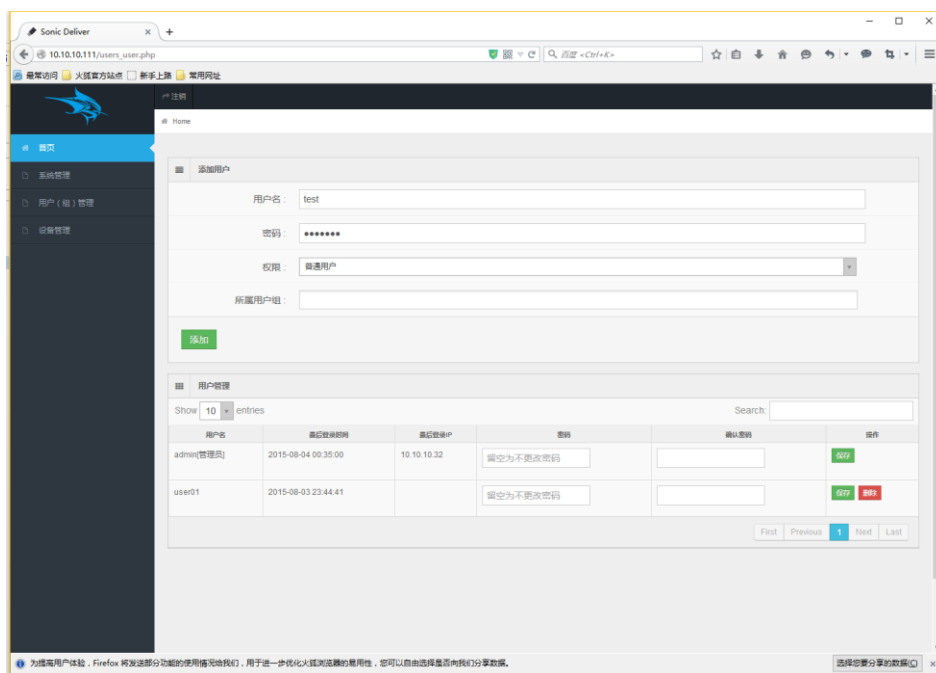 Sonic Deliver
10.10.10.111/users_user.php
百度 <Ctrl+K>
最常访问 火狐官方站点 新手上路 常用网址
注销
Home
首页
系统管理
用户(组)管理
设备管理
添加用户
用户名: test
密码: •••••••
权限: 普通用户
所属用户组:
添加
用户管理
Show 10 entries Search:
用户名 最后登录时间 最后登录IP 密码 确认密码 操作
admin[管理员] 2015-08-04 00:35:00 10.10.10.32 留空为不更改密码 保存
user01 2015-08-03 23:44:41 留空为不更改密码 保存 删除
First Previous 1 Next Last
为提高用户体验,Firefox 将发送部分功能的使用情况给我们,用于进一步优化火狐浏览器的易用性,您可以自由选择是否向我们分享数据。 选择您要分享的数据(C)